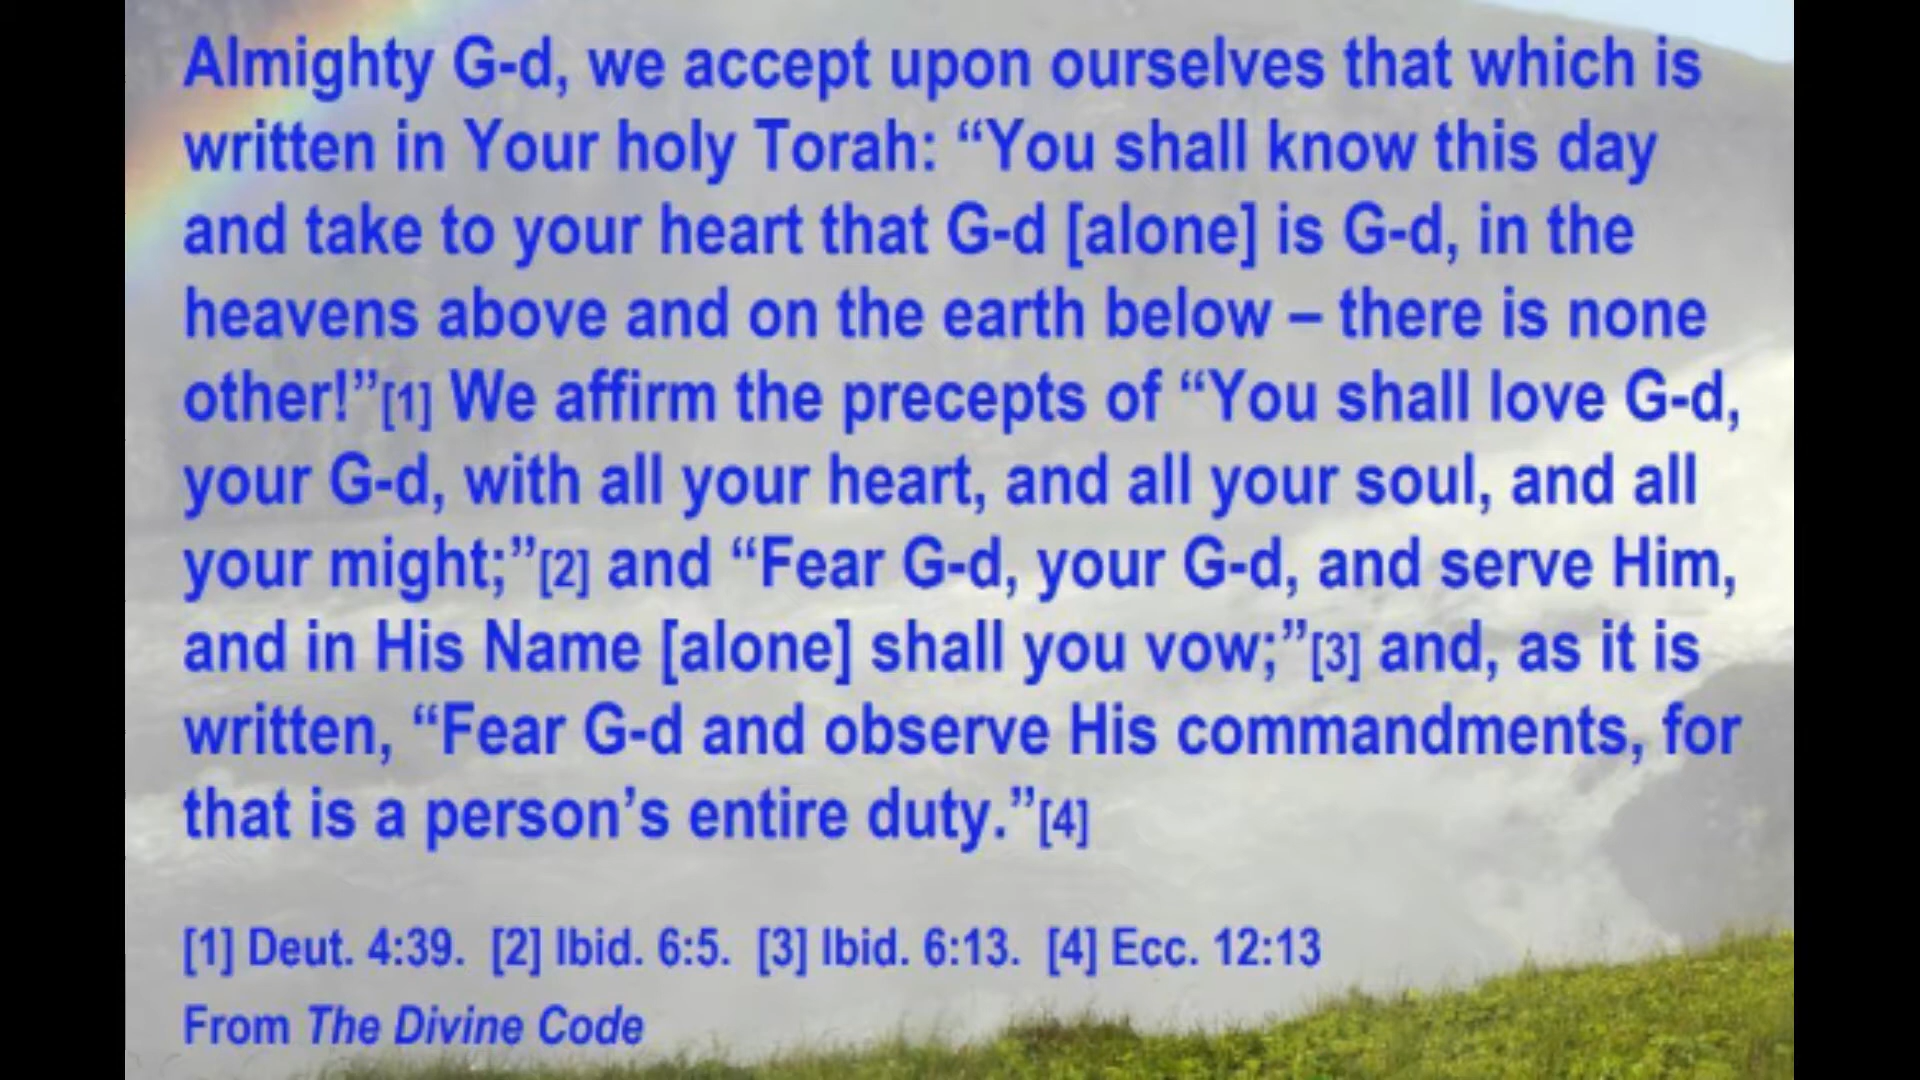 Almighty G-d, we accept upon ourselves that which is
written in Your holy Torah: “You shall know this day
and take to your heart that G-d [alone] is G-d, in the
heavens above and on the earth below – there is none
other!”[1] We affirm the precepts of “You shall love G-d,
your G-d, with all your heart, and all your soul, and all
your might;”[2] and “Fear G-d, your G-d, and serve Him,
and in His Name [alone] shall you vow;”[3] and, as it is
written, “Fear G-d and observe His commandments, for
that is a person’s entire duty.”[4]
[1] Deut. 4:39. [2] Ibid. 6:5. [3] Ibid. 6:13. [4] Ecc. 12:13
From The Divine Code